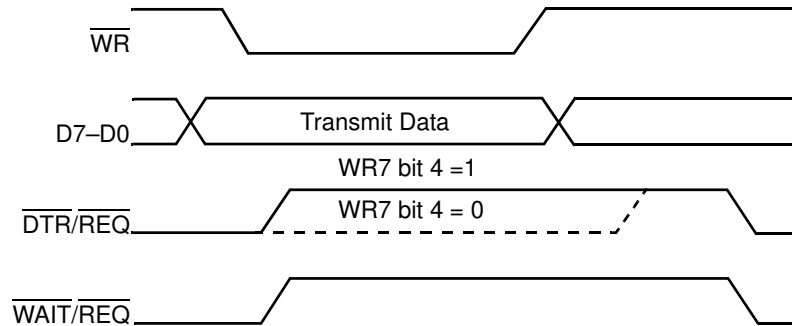 WR
D7–D0
Transmit Data
WR7 bit 4 =1
WR7 bit 4 = 0
DTR/REQ
WAIT/REQ